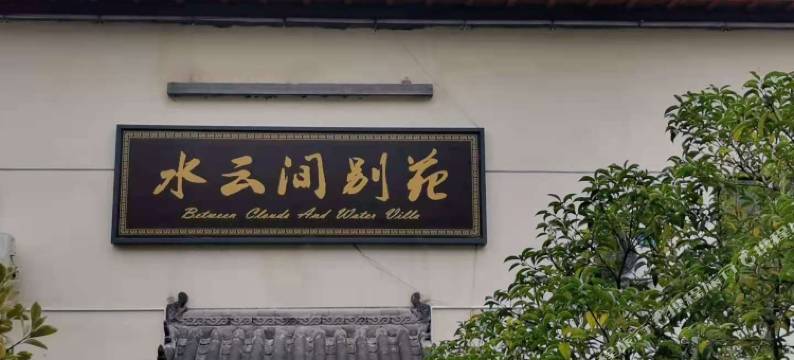 水云间别苑
Between Clouds And Water Villa